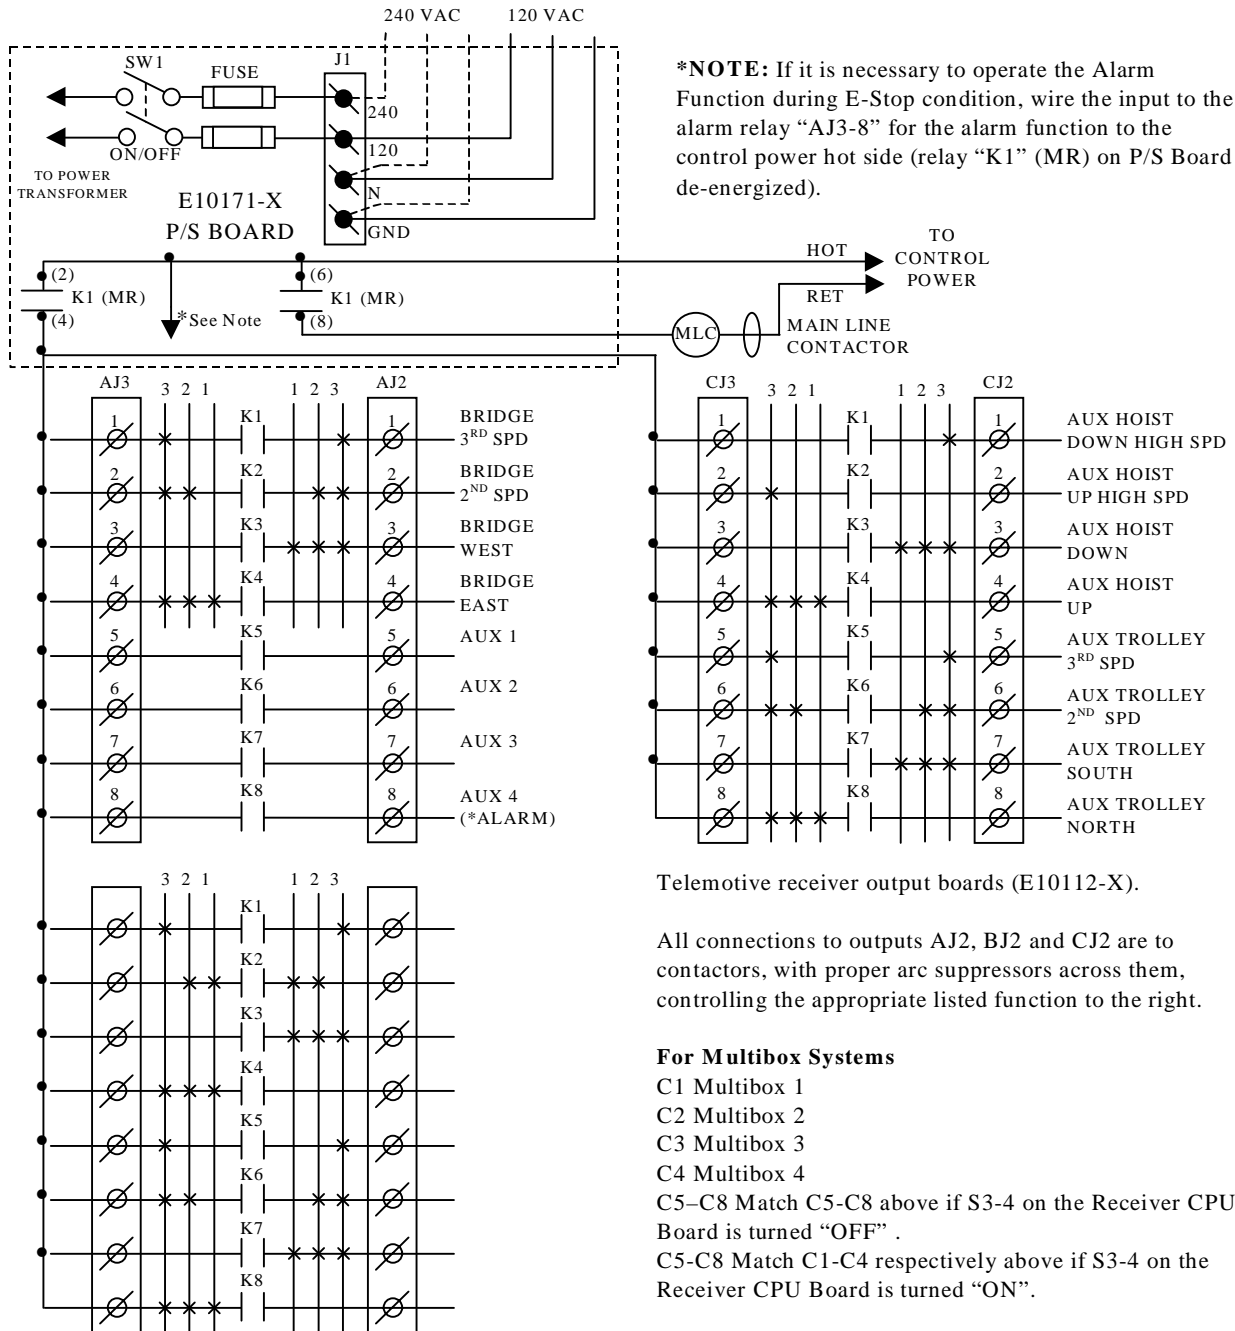 240 VAC 120 VAC
SW1 FUSE J1
240
120
ON/OFF
N
GND
TO POWER
TRANSFORMER
E10171-X
P/S BOARD
*NOTE: If it is necessary to operate the Alarm
Function during E-Stop condition, wire the input to the
alarm relay “AJ3-8” for the alarm function to the
control power hot side (relay “K1” (MR) on P/S Board
de-energized).
HOT
TO
CONTROL
POWER
RET
(2)
K1 (MR)
(4)
*See Note
(6)
K1 (MR)
(8)
MLC
MAIN LINE
CONTACTOR
AJ3 3 2 1 1 2 3 AJ2
1 K1 1 BRIDGE
3RD SPD
2 K2 2 BRIDGE
2ND SPD
3 K3 3 BRIDGE
WEST
4 K4 4 BRIDGE
EAST
5 K5 5 AUX 1
6 K6 6 AUX 2
7 K7 7 AUX 3
8 K8 8 AUX 4
(*ALARM)
CJ3 3 2 1 1 2 3 CJ2
1 K1 1 AUX HOIST
DOWN HIGH SPD
2 K2 2 AUX HOIST
UP HIGH SPD
3 K3 3 AUX HOIST
DOWN
4 K4 4 AUX HOIST
UP
5 K5 5 AUX TROLLEY
3RD SPD
6 K6 6 AUX TROLLEY
2ND SPD
7 K7 7 AUX TROLLEY
SOUTH
8 K8 8 AUX TROLLEY
NORTH
3 2 1 1 2 3
K1
K2
K3
K4
K5
K6
K7
K8
Telemotive receiver output boards (E10112-X).
All connections to outputs AJ2, BJ2 and CJ2 are to
contactors, with proper arc suppressors across them,
controlling the appropriate listed function to the right.
For Multibox Systems
C1 Multibox 1
C2 Multibox 2
C3 Multibox 3
C4 Multibox 4
C5–C8 Match C5-C8 above if S3-4 on the Receiver CPU
Board is turned “OFF” .
C5-C8 Match C1-C4 respectively above if S3-4 on the
Receiver CPU Board is turned “ON”.